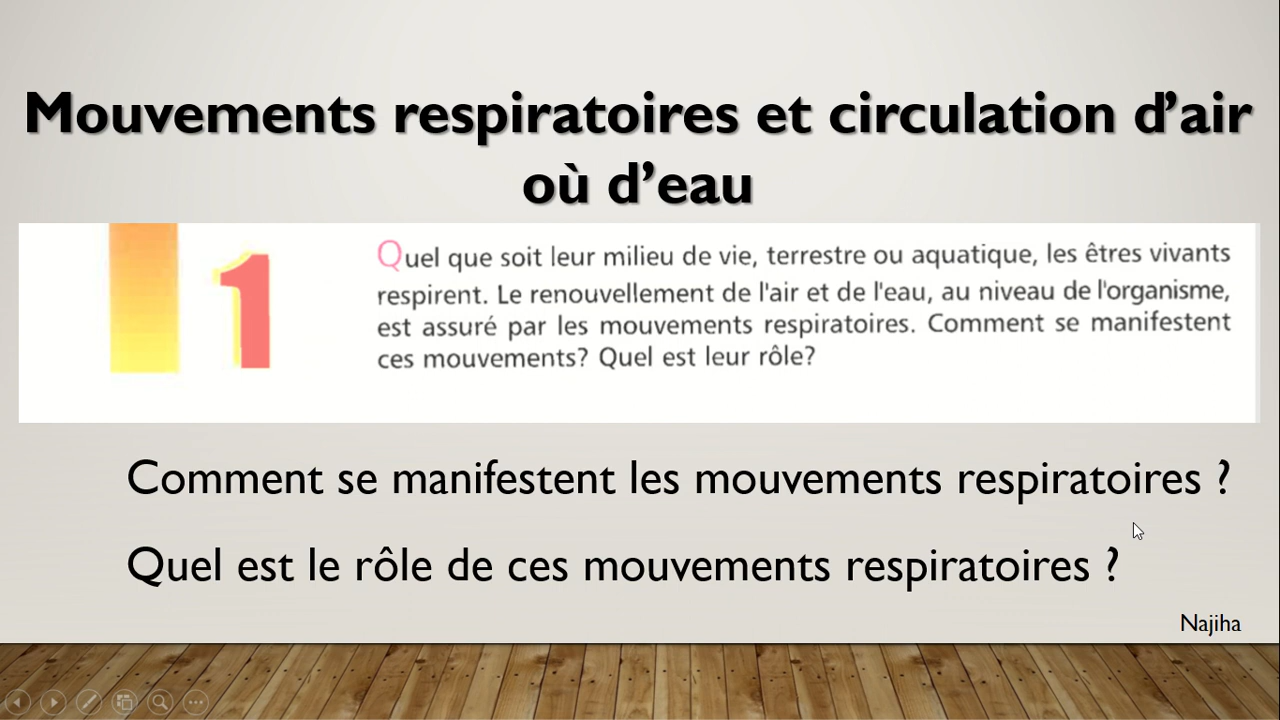 Mouvements respiratoires et circulation d’air
où d’eau
1
Quel que soit leur milieu de vie, terrestre ou aquatique, les êtres vivants
respirent. Le renouvellement de l'air et de l'eau, au niveau de l'organisme,
est assuré par les mouvements respiratoires. Comment se manifestent
ces mouvements? Quel est leur rôle?
Comment se manifestent les mouvements respiratoires ?
Quel est le rôle de ces mouvements respiratoires ?
Najiha